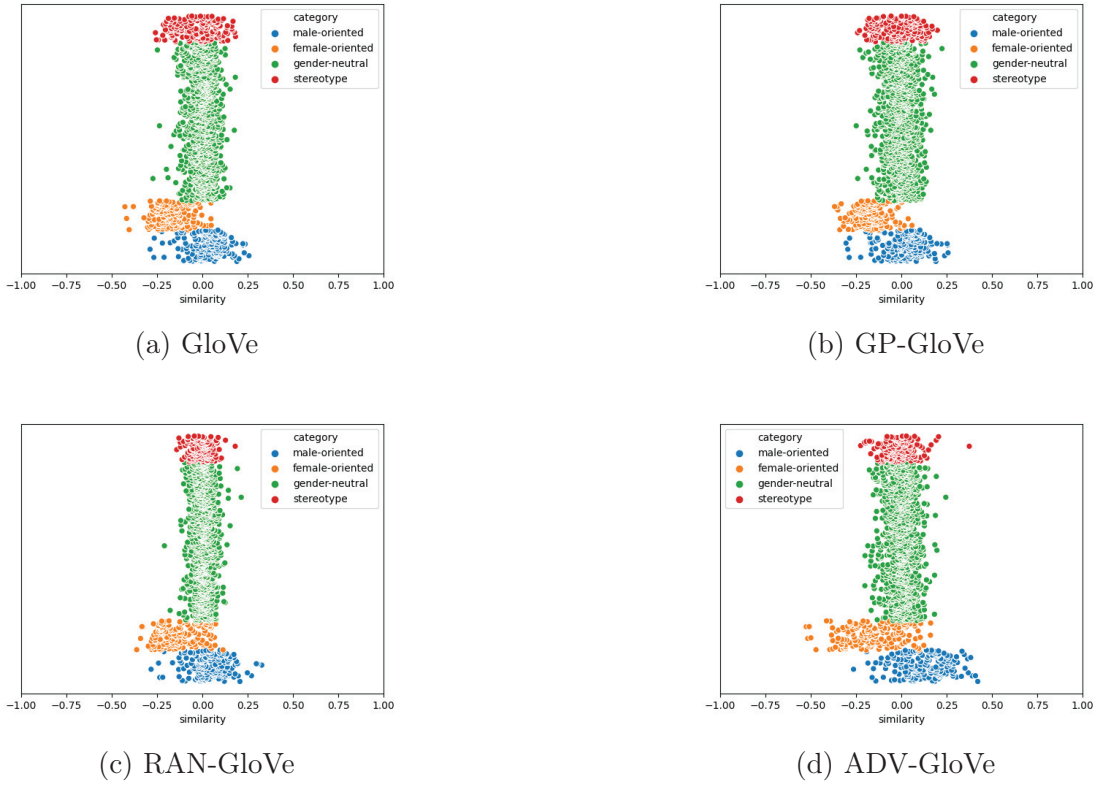 category
male-oriented
female-oriented
gender-neutral
stereotype
−1.00 −0.75 −0.50 −0.25 0.00 0.25 0.50 0.75 1.00
similarity
(a) GloVe
category
male-oriented
female-oriented
gender-neutral
stereotype
−1.00 −0.75 −0.50 −0.25 0.00 0.25 0.50 0.75 1.00
similarity
(b) GP-GloVe
category
male-oriented
female-oriented
gender-neutral
stereotype
−1.00 −0.75 −0.50 −0.25 0.00 0.25 0.50 0.75 1.00
similarity
(c) RAN-GloVe
category
male-oriented
female-oriented
gender-neutral
stereotype
−1.00 −0.75 −0.50 −0.25 0.00 0.25 0.50 0.75 1.00
similarity
(d) ADV-GloVe